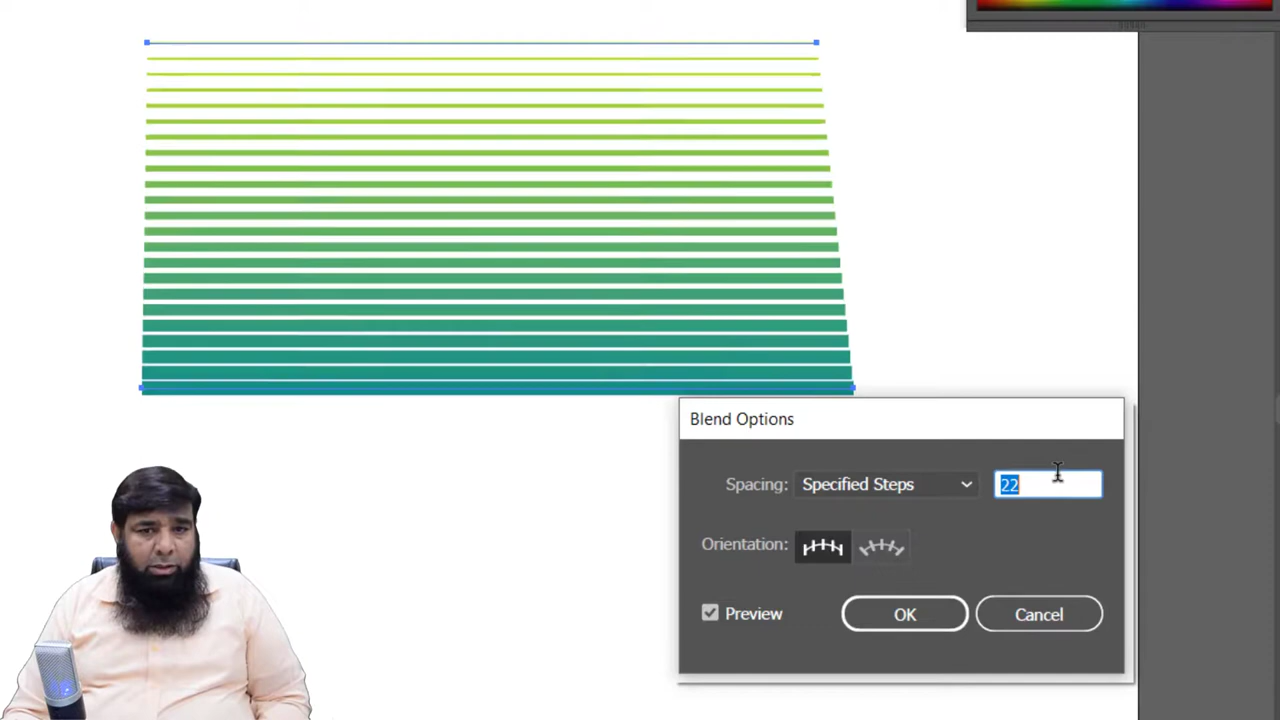 Blend Options
Spacing: Specified Steps 22
Orientation:
Preview OK Cancel